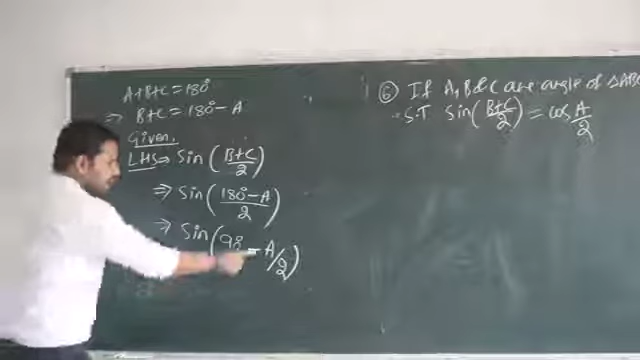 A+B+C = 180°
⇒ B+C = 180° - A
Given.
LHS ⇒ Sin (B+C/2)
⇒ Sin (180° - A/2)
⇒ Sin (90° - A/2)
⑥ If A, B & C are angle of △ABC
S.T Sin (B+C/2) = cos A/2